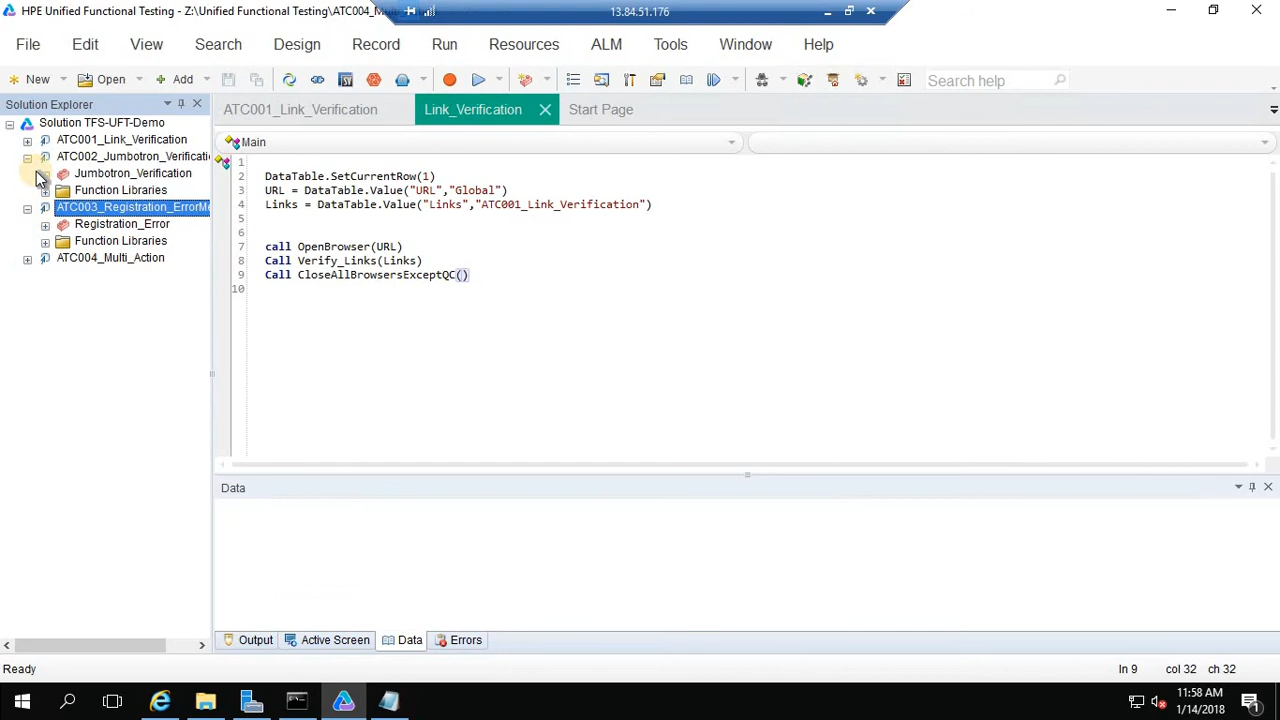 HPE Unified Functional Testing - Z:\Unified Functional Testing\ATC004_Mul
13.84.51.176
File Edit View Search Design Record Run Resources ALM Tools Window Help
New Open Add Search help
Solution Explorer
ATC001_Link_Verification Link_Verification Start Page
Solution TFS-UFT-Demo
ATC001_Link_Verification
ATC002_Jumbotron_Verificati
Jumbotron_Verification
Function Libraries
ATC003_Registration_ErrorMe
Registration_Error
Function Libraries
ATC004_Multi_Action
Main
1
2 DataTable.SetCurrentRow(1)
3 URL = DataTable.Value("URL","Global")
4 Links = DataTable.Value("Links","ATC001_Link_Verification")
5
6
7 call OpenBrowser(URL)
8 Call Verify_Links(Links)
9 Call CloseAllBrowsersExceptQC()
10
Data
Output Active Screen Data Errors
Ready
ln 9 col 32 ch 32
11:58 AM
1/14/2018
1